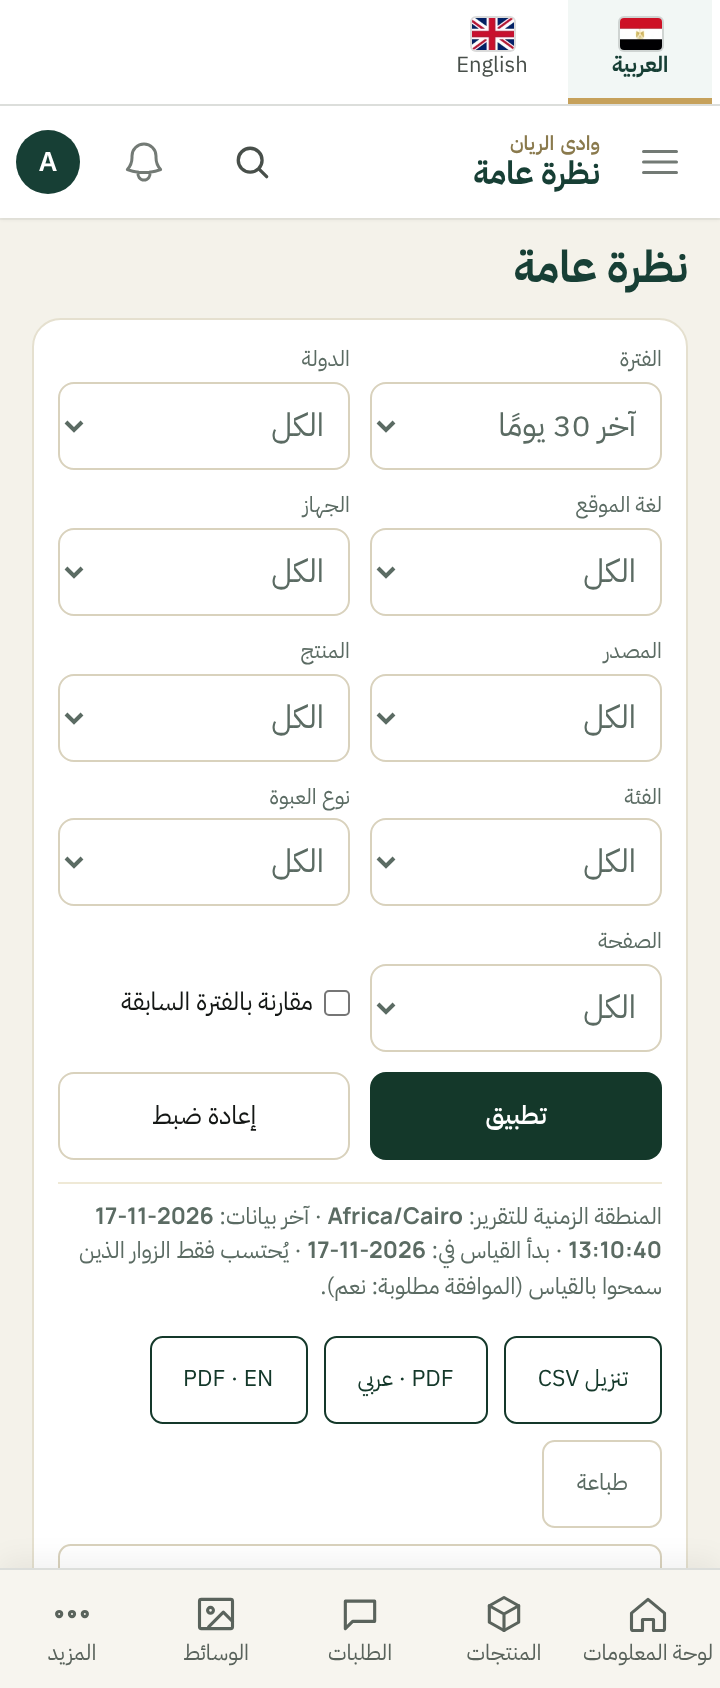 العربية
English
وادى الريان
نظرة عامة
A
نظرة عامة
الفترة
الدولة
آخر 30 يومًا
الكل
لغة الموقع
الجهاز
الكل
الكل
المصدر
المنتج
الكل
الكل
الفئة
نوع العبوة
الكل
الكل
الصفحة
الكل
مقارنة بالفترة السابقة
تطبيق
إعادة ضبط
المنطقة الزمنية للتقرير: Africa/Cairo · آخر بيانات: 2026-11-17
13:10:40 · بدأ القياس في: 2026-11-17 · يُحتسب فقط الزوار الذين
سمحوا بالقياس (الموافقة مطلوبة: نعم).
تنزيل CSV
PDF · عربي
PDF · EN
طباعة
لوحة المعلومات
المنتجات
الطلبات
الوسائط
المزيد